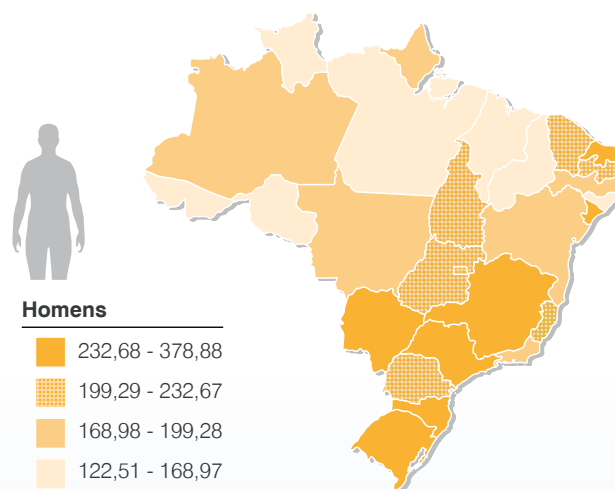 Homens
232,68 - 378,88
199,29 - 232,67
168,98 - 199,28
122,51 - 168,97